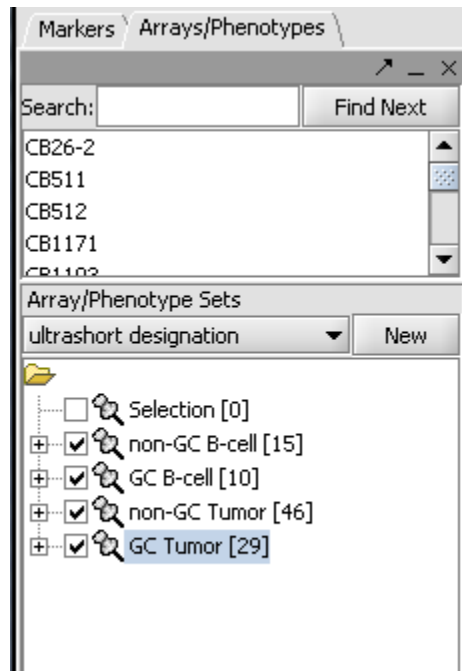 Markers Arrays/Phenotypes
Search: Find Next
CB26-2
CB511
CB512
CB1171
Array/Phenotype Sets
ultrashort designation New
Selection [0]
non-GC B-cell [15]
GC B-cell [10]
non-GC Tumor [46]
GC Tumor [29]